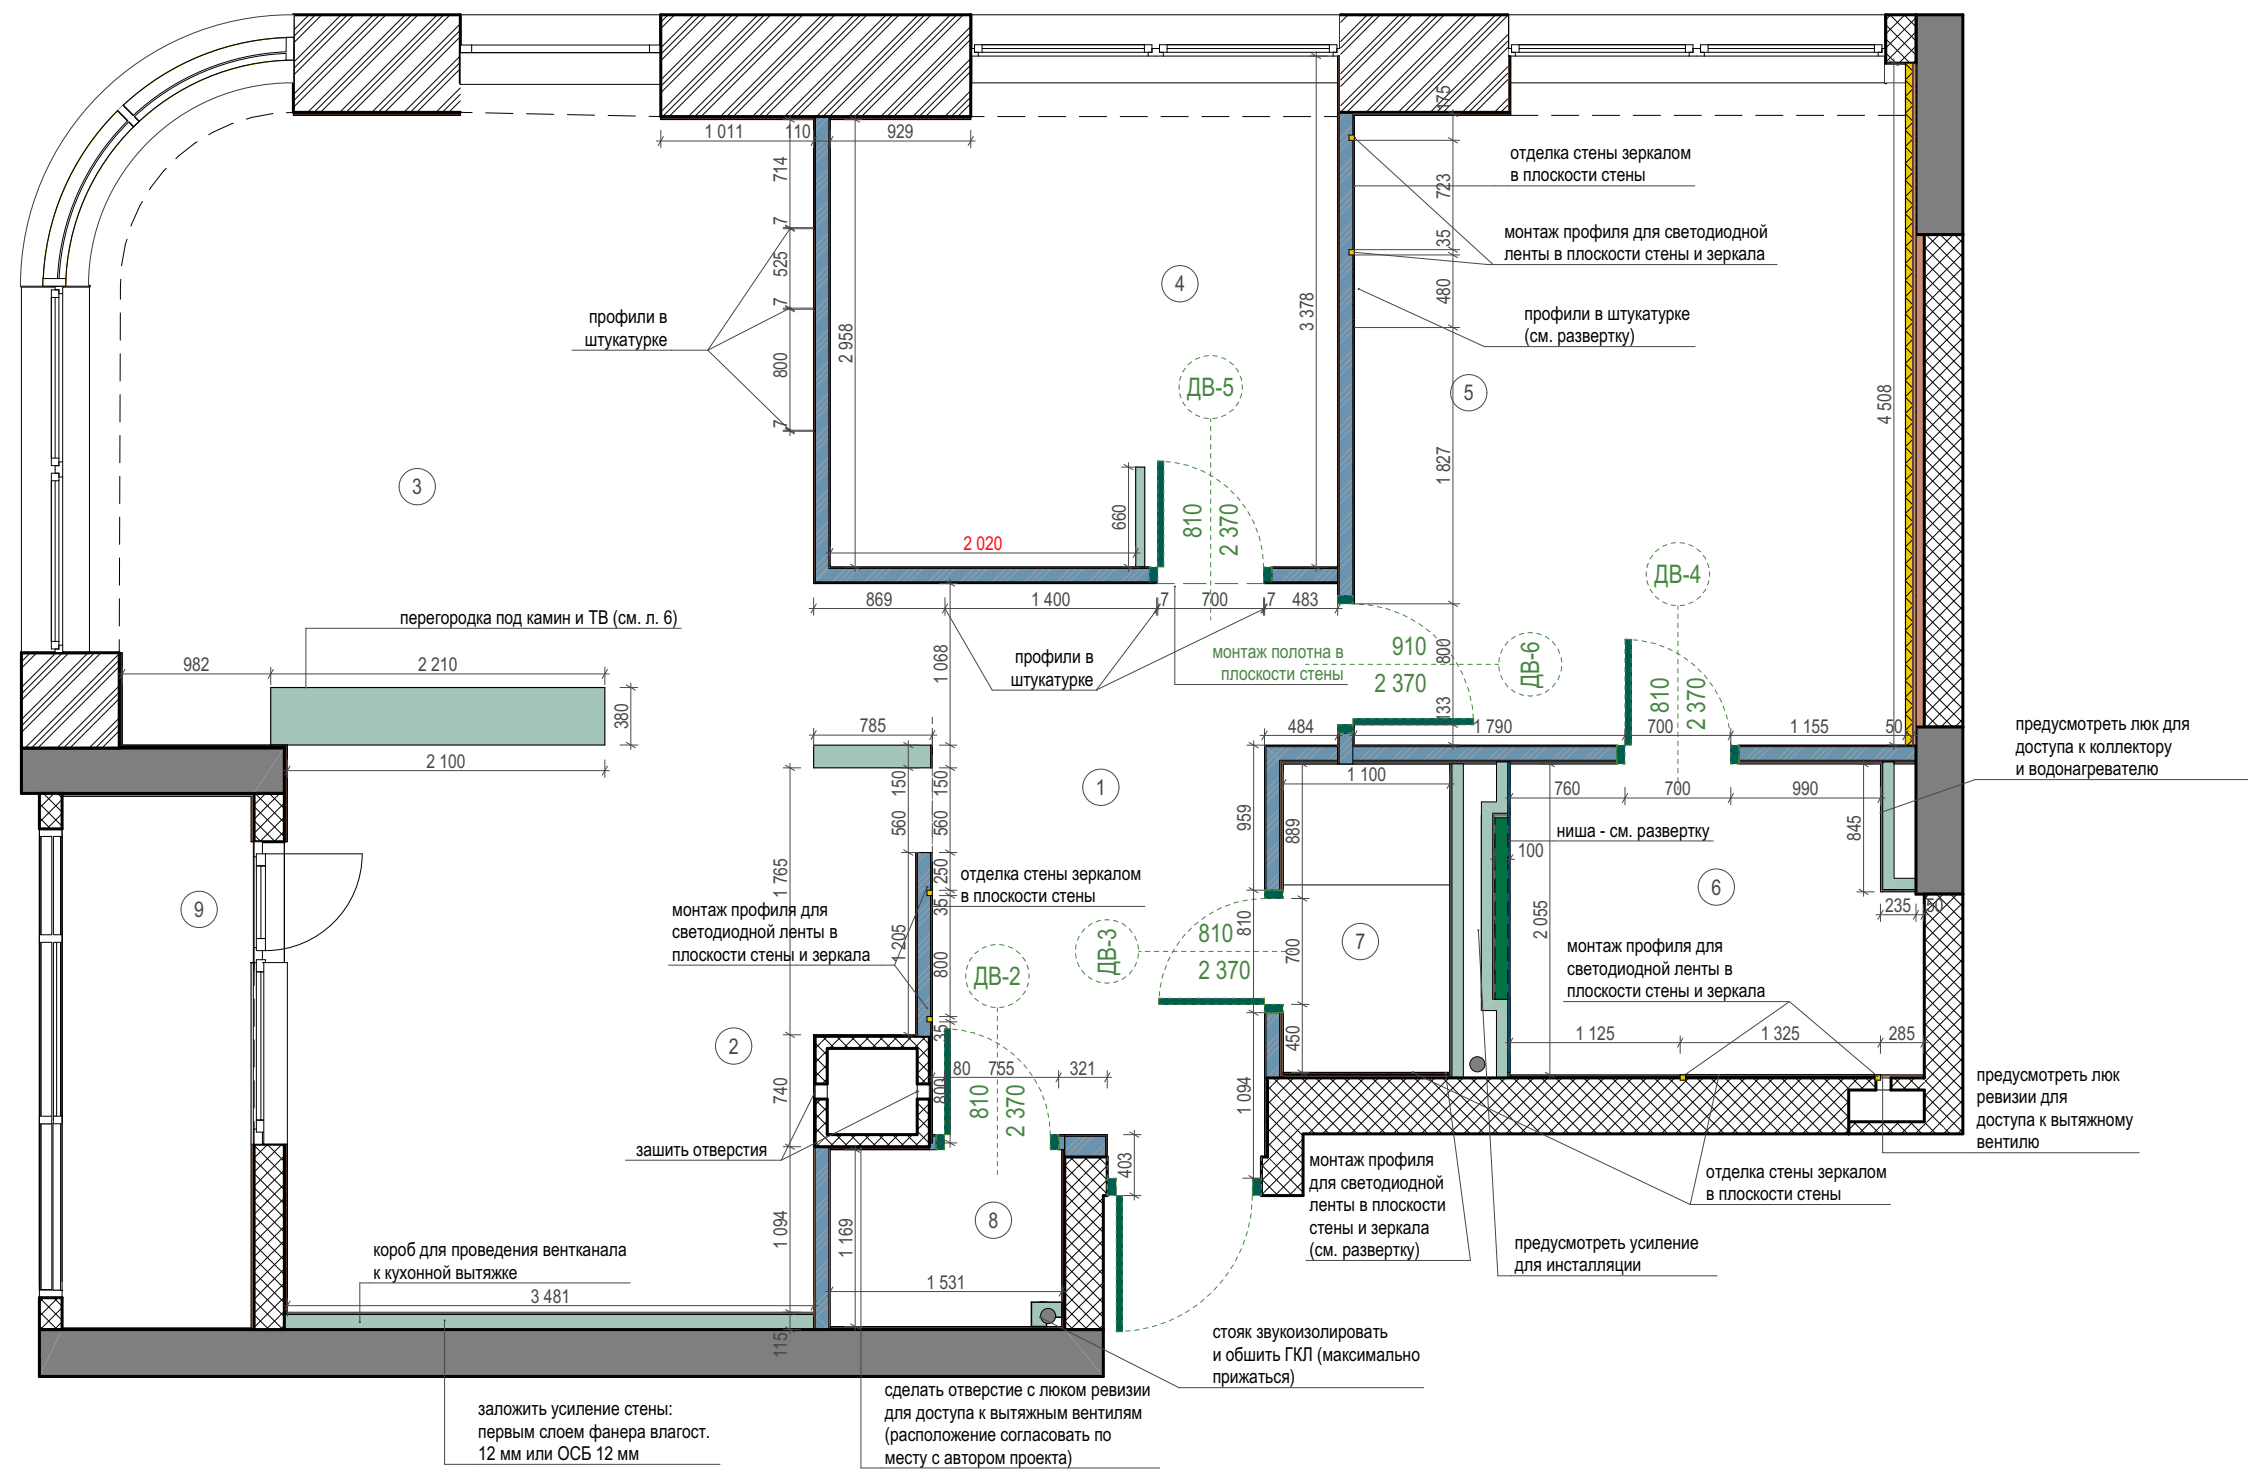 1 011
110
929
714
7
525
7
800
7
профили в
штукатурке
2 958
3 378
4
ДВ-5
810
2 370
660
2 020
175
723
35
480
1 827
800
133
отделка стены зеркалом
в плоскости стены
монтаж профиля для светодиодной
ленты в плоскости стены и зеркала
профили в штукатурке
(см. развертку)
5
4 508
3
перегородка под камин и ТВ (см. л. 6)
982
2 210
380
2 100
869
1 400
7
700
7
483
1 068
профили в
штукатурке
монтаж полотна в
плоскости стены
910
2 370
ДВ-6
ДВ-4
810
2 370
785
484
1 790
700
1 155
50
предусмотреть люк для
доступа к коллектору
и водонагревателю
1
150
150
560
560
250
35
800
35
800
1 765
1 205
740
1 094
115
959
810
1 094
1 100
889
700
450
760
700
990
845
ниша - см. развертку
100
2 055
6
235
50
9
отделка стены зеркалом
в плоскости стены
монтаж профиля для
светодиодной ленты в
плоскости стены и зеркала
ДВ-2
ДВ-3
810
2 370
7
монтаж профиля для
светодиодной ленты в
плоскости стены и зеркала
1 125
1 325
285
2
80
755
321
810
2 370
зашить отверстия
403
предусмотреть люк
ревизии для
доступа к вытяжному
вентилю
монтаж профиля
для светодиодной
ленты в плоскости
стены и зеркала
(см. развертку)
отделка стены зеркалом
в плоскости стены
предусмотреть усиление
для инсталляции
8
1 169
1 531
короб для проведения вентканала
к кухонной вытяжке
3 481
стояк звукоизолировать
и обшить ГКЛ (максимально
прижаться)
сделать отверстие с люком ревизии
для доступа к вытяжным вентилям
(расположение согласовать по
месту с автором проекта)
заложить усиление стены:
первым слоем фанера влагост.
12 мм или ОСБ 12 мм